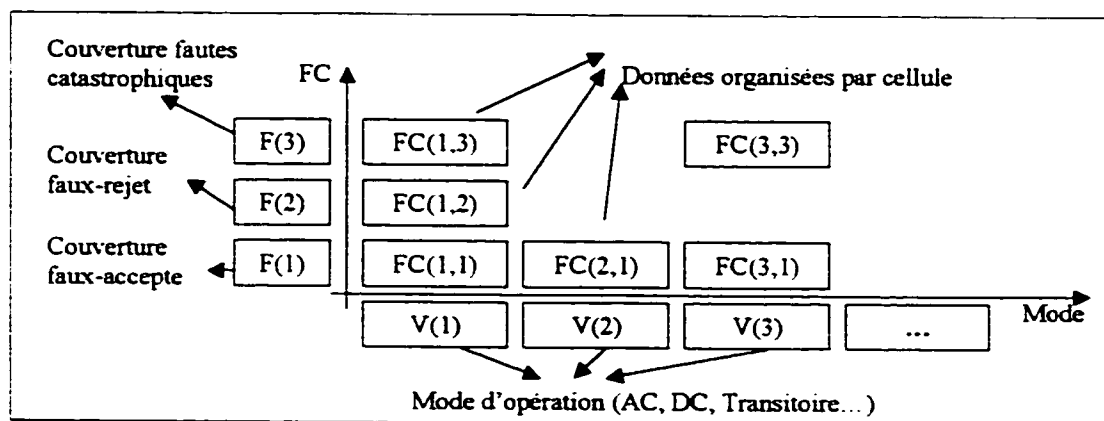 Couverture fautes
catastrophiques
FC
Données organisées par cellule
F(3)
FC(1,3)
FC(3,3)
Couverture
faux-rejet
F(2)
FC(1,2)
Couverture
faux-accepte
F(1)
FC(1,1)
FC(2,1)
FC(3,1)
Mode
V(1)
V(2)
V(3)
...
Mode d'opération (AC, DC, Transitoire...)